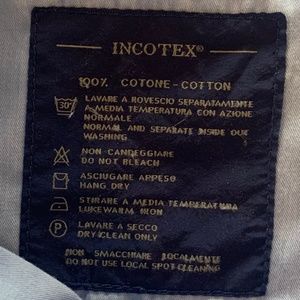 INCOTEX®
100% COTONE - COTTON
30°
LAVARE A ROVESCIO SEPARATAMENTE
A MEDIA TEMPERATURA CON AZIONE
NORMALE
NORMAL AND SEPARATE INSIDE OUT
WASHING
NON CANDEGGIARE
DO NOT BLEACH
ASCIUGARE APPESO
HANG DRY
STIRARE A MEDIA TEMPERATURA
LUKEWARM IRON
P
LAVARE A SECCO
DRY CLEAN ONLY
NON SMACCHIARE LOCALMENTE
DO NOT USE LOCAL SPOT CLEANING